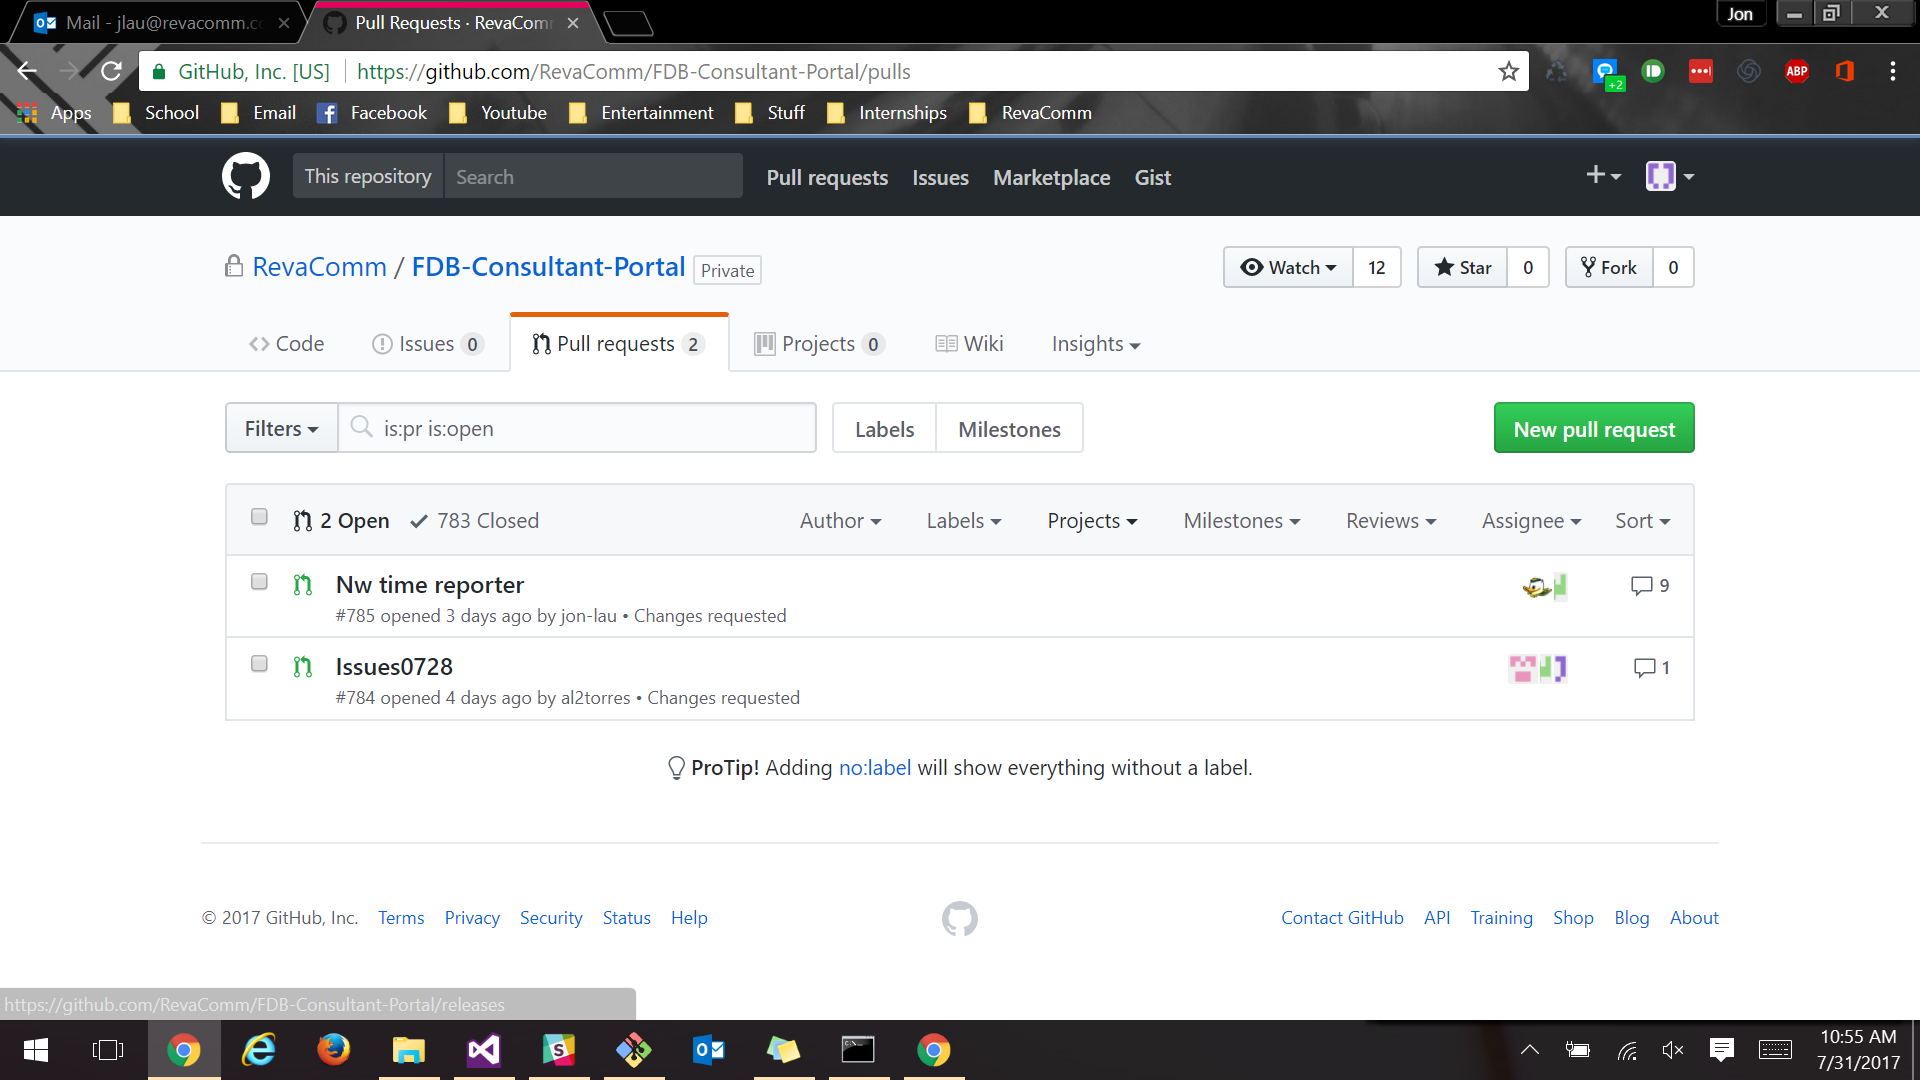 Mail - jlau@revacomm.co
Pull Requests · RevaComm
Jon
GitHub, Inc. [US]
https://github.com/RevaComm/FDB-Consultant-Portal/pulls
+2
ABP
Apps School Email Facebook Youtube Entertainment Stuff Internships RevaComm
This repository Search Pull requests Issues Marketplace Gist
RevaComm / FDB-Consultant-Portal Private
Watch 12 Star 0 Fork 0
Code Issues 0 Pull requests 2 Projects 0 Wiki Insights
Filters is:pr is:open Labels Milestones New pull request
2 Open 783 Closed Author Labels Projects Milestones Reviews Assignee Sort
Nw time reporter 9
#785 opened 3 days ago by jon-lau • Changes requested
Issues0728 1
#784 opened 4 days ago by al2torres • Changes requested
ProTip! Adding no:label will show everything without a label.
© 2017 GitHub, Inc. Terms Privacy Security Status Help Contact GitHub API Training Shop Blog About
https://github.com/RevaComm/FDB-Consultant-Portal/releases
10:55 AM
7/31/2017